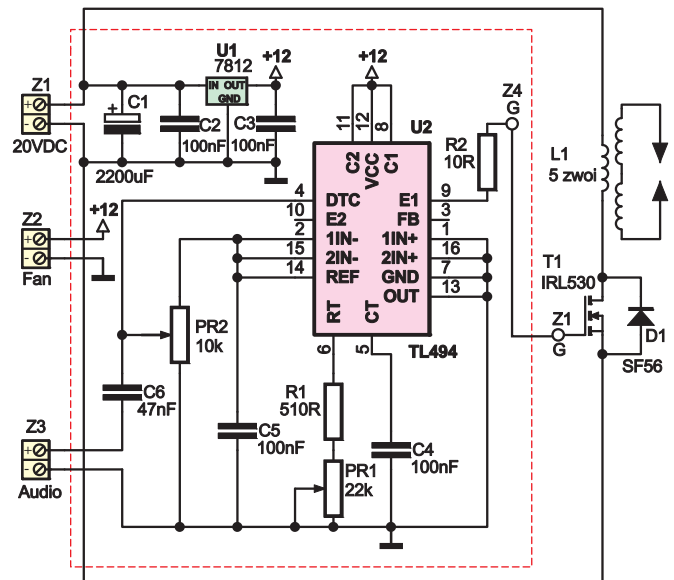 U1
7812
+12
+12
Z1
+
-
20VDC
+
C1
2200uF
C2
100nF
IN OUT
GND
C3
100nF
11
12
8
U2
C2
VCC
C1
R2
10R
Z4
G
L1
5 zwoi
4
DTC
E1
9
10
E2
FB
3
2
1IN-
1IN+
1
15
2IN-
2IN+
16
14
REF
GND
7
OUT
13
RT
CT
6
5
TL494
Z2
+12
+
-
Fan
PR2
10k
T1
IRL530
Z1
G
D1
SF56
C6
47nF
R1
510R
C5
100nF
C4
100nF
PR1
22k
Z3
+
-
Audio